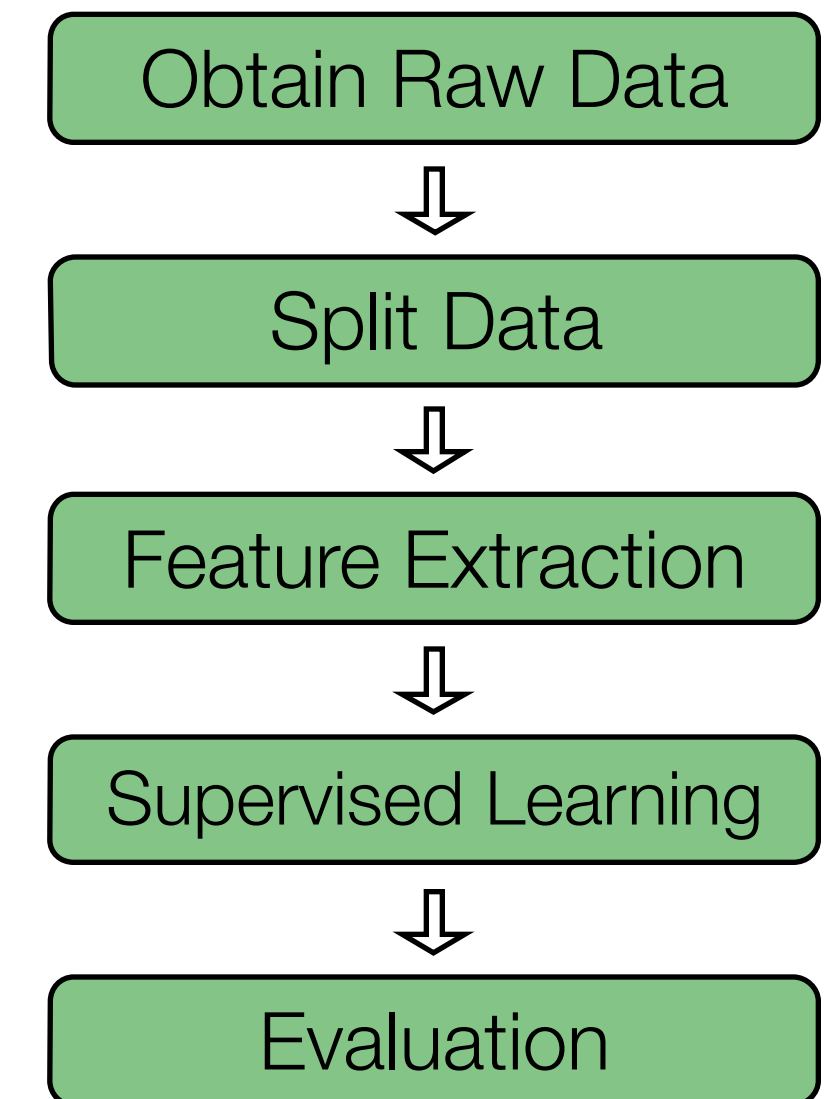 Obtain Raw Data
Split Data
Feature Extraction
Supervised Learning
Evaluation